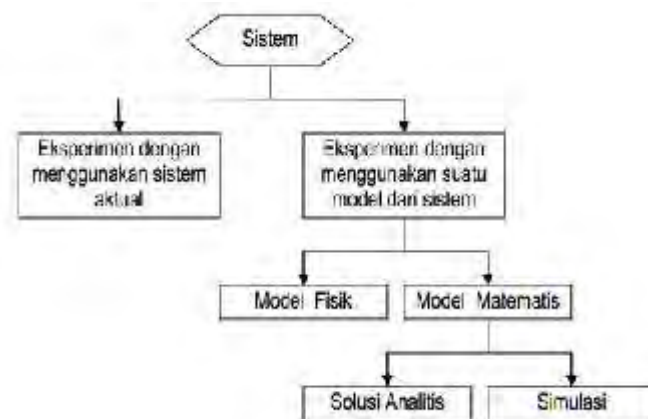 Sistem
Eksperimen dengan
menggunakan sistem
aktual
Eksperimen dengan
menggunakan suatu
model dari sistem
Model Fisik
Model Matematis
Solusi Analitis
Simulasi